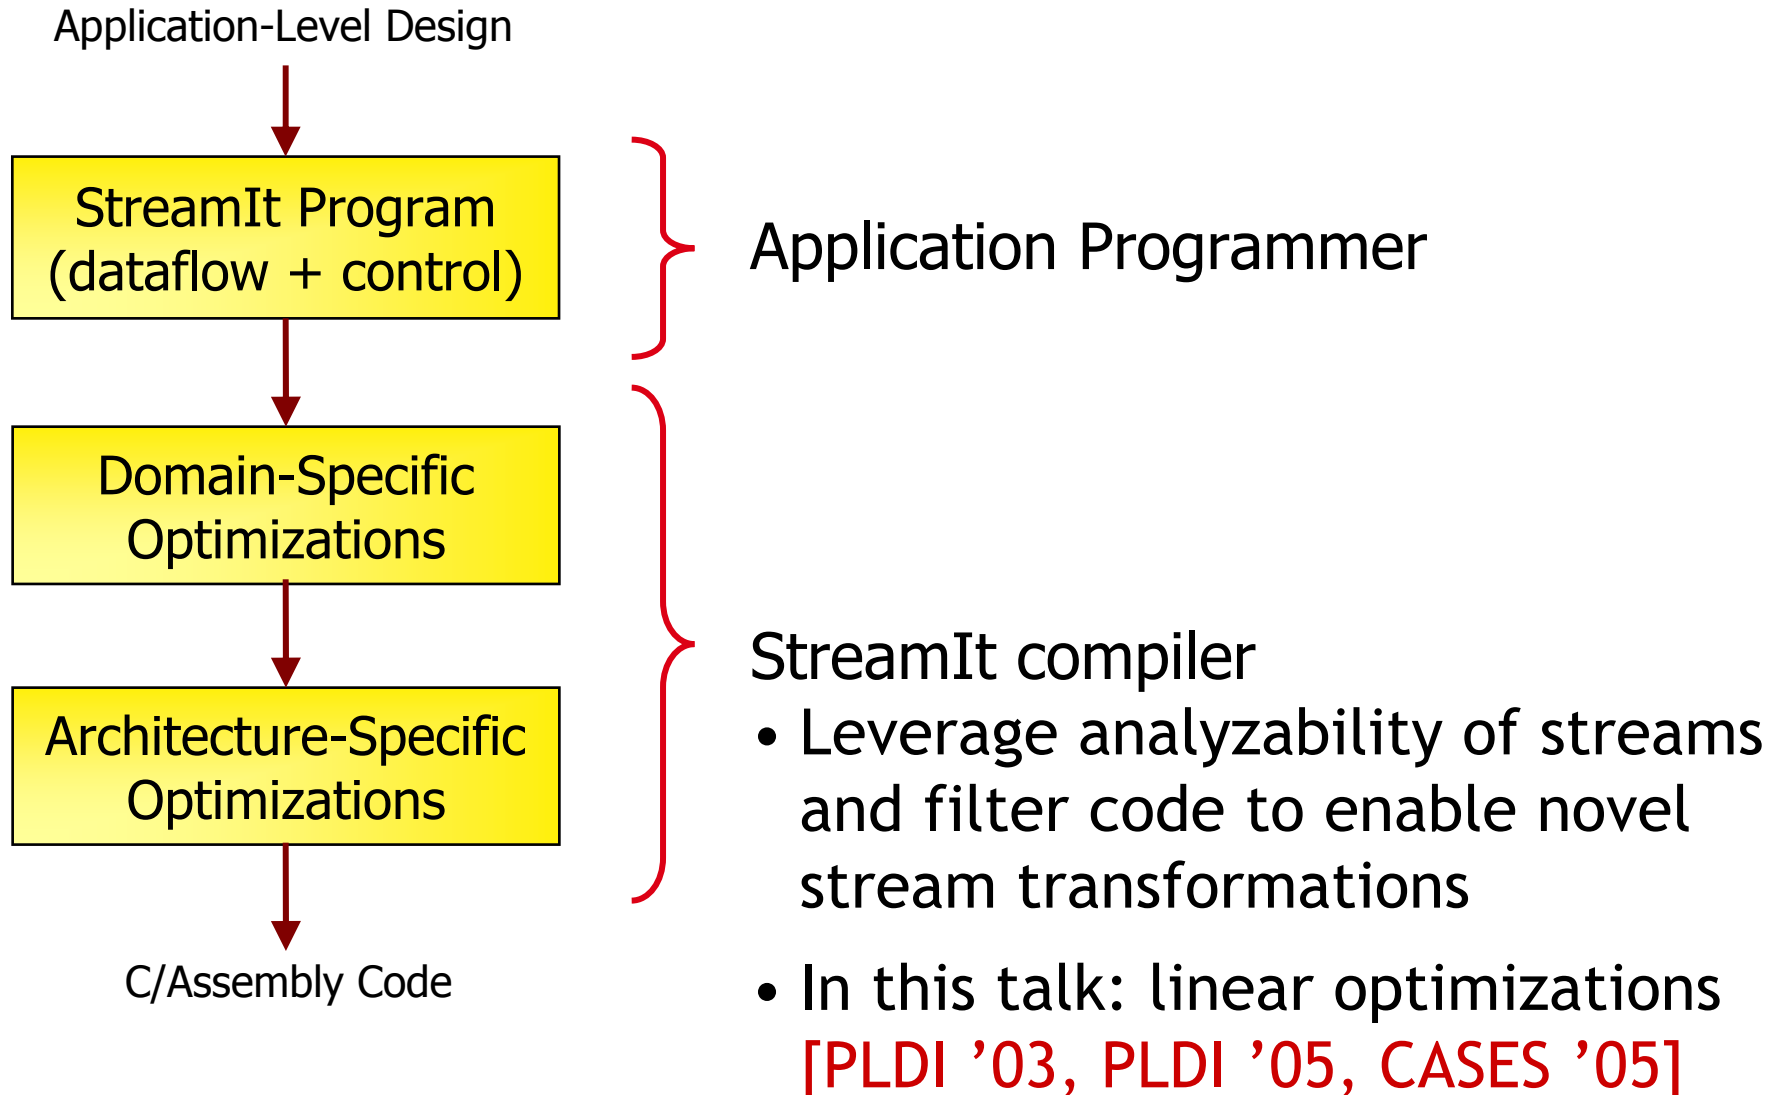 Application-Level Design
StreamIt Program
(dataflow + control)
Application Programmer
Domain-Specific
Optimizations
Architecture-Specific
Optimizations
C/Assembly Code
StreamIt compiler
• Leverage analyzability of streams
and filter code to enable novel
stream transformations
• In this talk: linear optimizations
[PLDI ’03, PLDI ’05, CASES ’05]